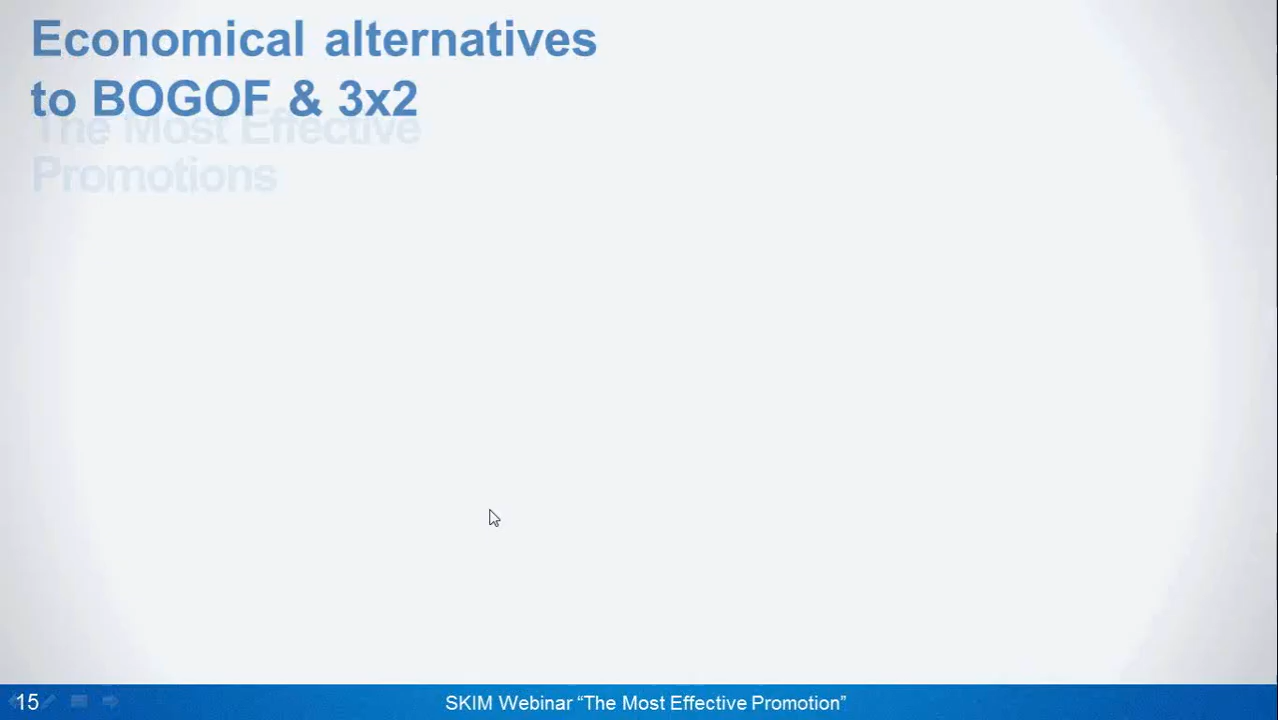 Economical alternatives
to BOGOF & 3x2
The Most Effective
Promotions
15
SKIM Webinar “The Most Effective Promotion”